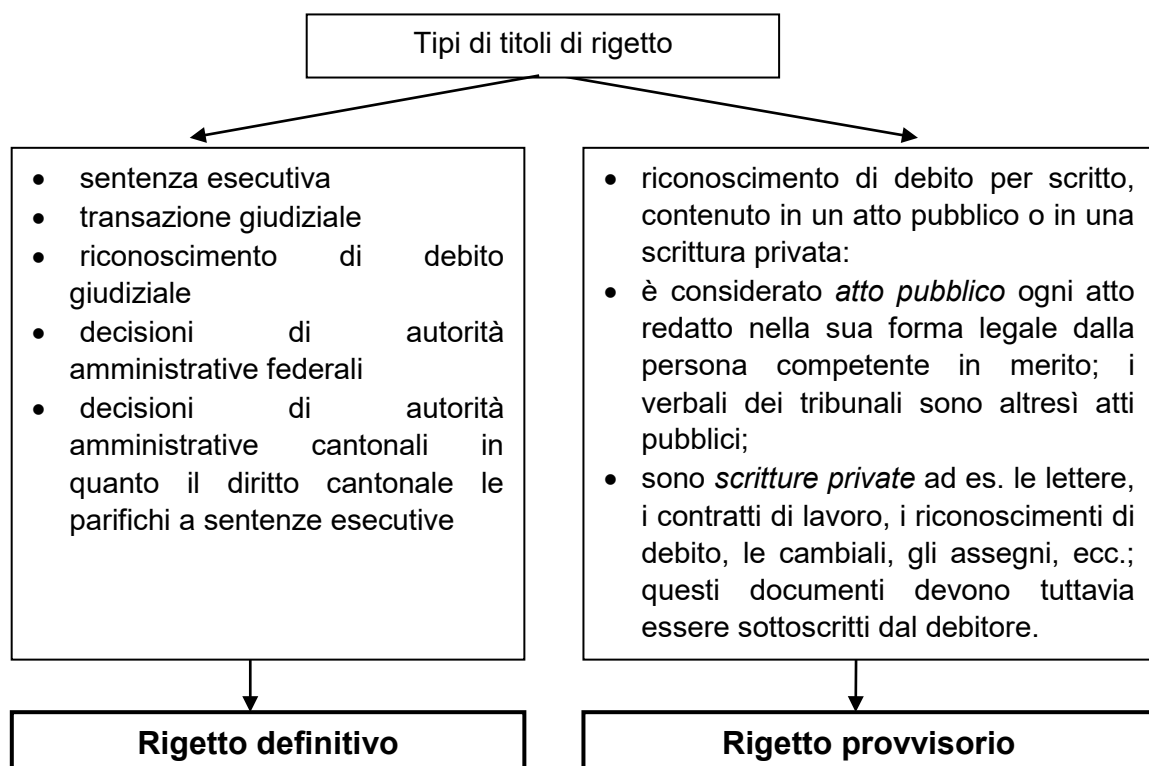 Tipi di titoli di rigetto
• sentenza esecutiva
• transazione giudiziale
• riconoscimento di debito
giudiziale
• decisioni di autorità
amministrative federali
• decisioni di autorità
amministrative cantonali in
quanto il diritto cantonale le
parifichi a sentenze esecutive
• riconoscimento di debito per scritto,
contenuto in un atto pubblico o in una
scrittura privata:
• è considerato atto pubblico ogni atto
redatto nella sua forma legale dalla
persona competente in merito; i
verbali dei tribunali sono altresì atti
pubblici;
• sono scritture private ad es. le lettere,
i contratti di lavoro, i riconoscimenti di
debito, le cambiali, gli assegni, ecc.;
questi documenti devono tuttavia
essere sottoscritti dal debitore.
Rigetto definitivo
Rigetto provvisorio